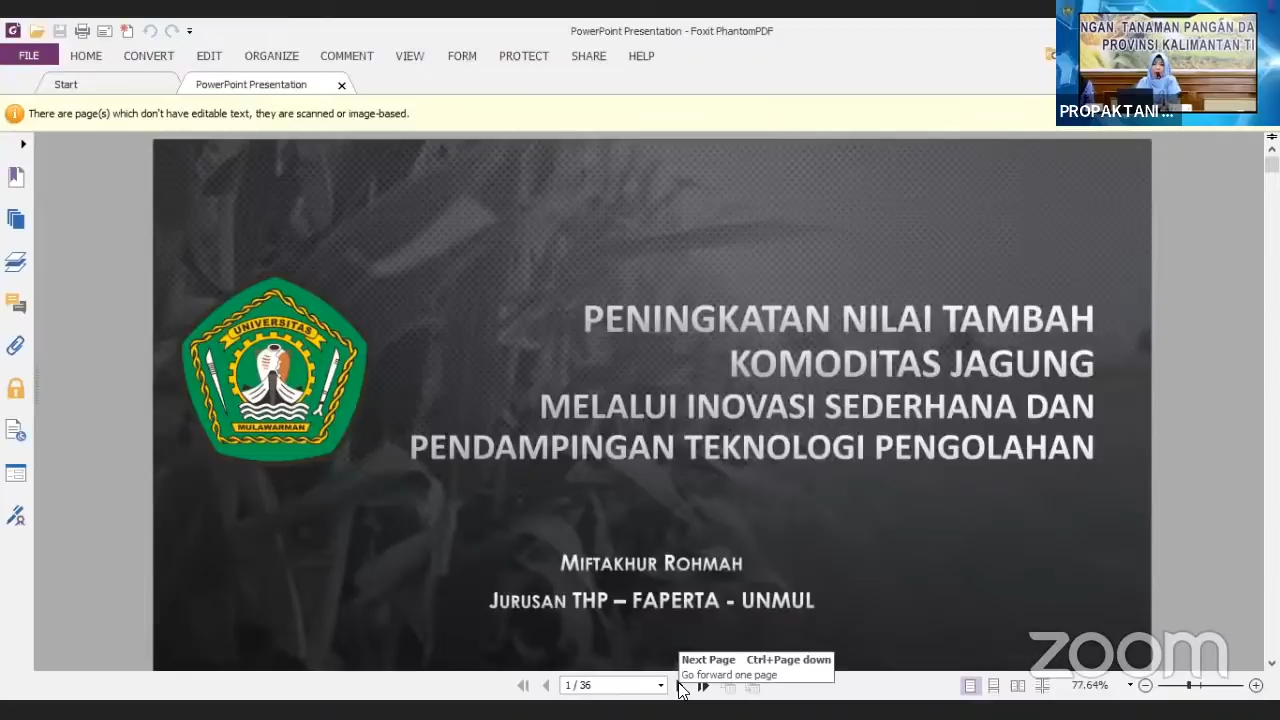 PowerPoint Presentation - Foxit PhantomPDF
FILE HOME CONVERT EDIT ORGANIZE COMMENT VIEW FORM PROTECT SHARE HELP
Start PowerPoint Presentation
There are page(s) which don't have editable text, they are scanned or image-based.
NGAN, TANAMAN PANGAN DA
PROVINSI KALIMANTAN TI
PROPAKTANI ...
UNIVERSITAS
MULAWARMAN
PENINGKATAN NILAI TAMBAH
KOMODITAS JAGUNG
MELALUI INOVASI SEDERHANA DAN
PENDAMPINGAN TEKNOLOGI PENGOLAHAN
MIFTAKHUR ROHMAH
JURUSAN THP – FAPERTA - UNMUL
zoom
Next Page Ctrl+Page down
Go forward one page
1 / 36
77.64%